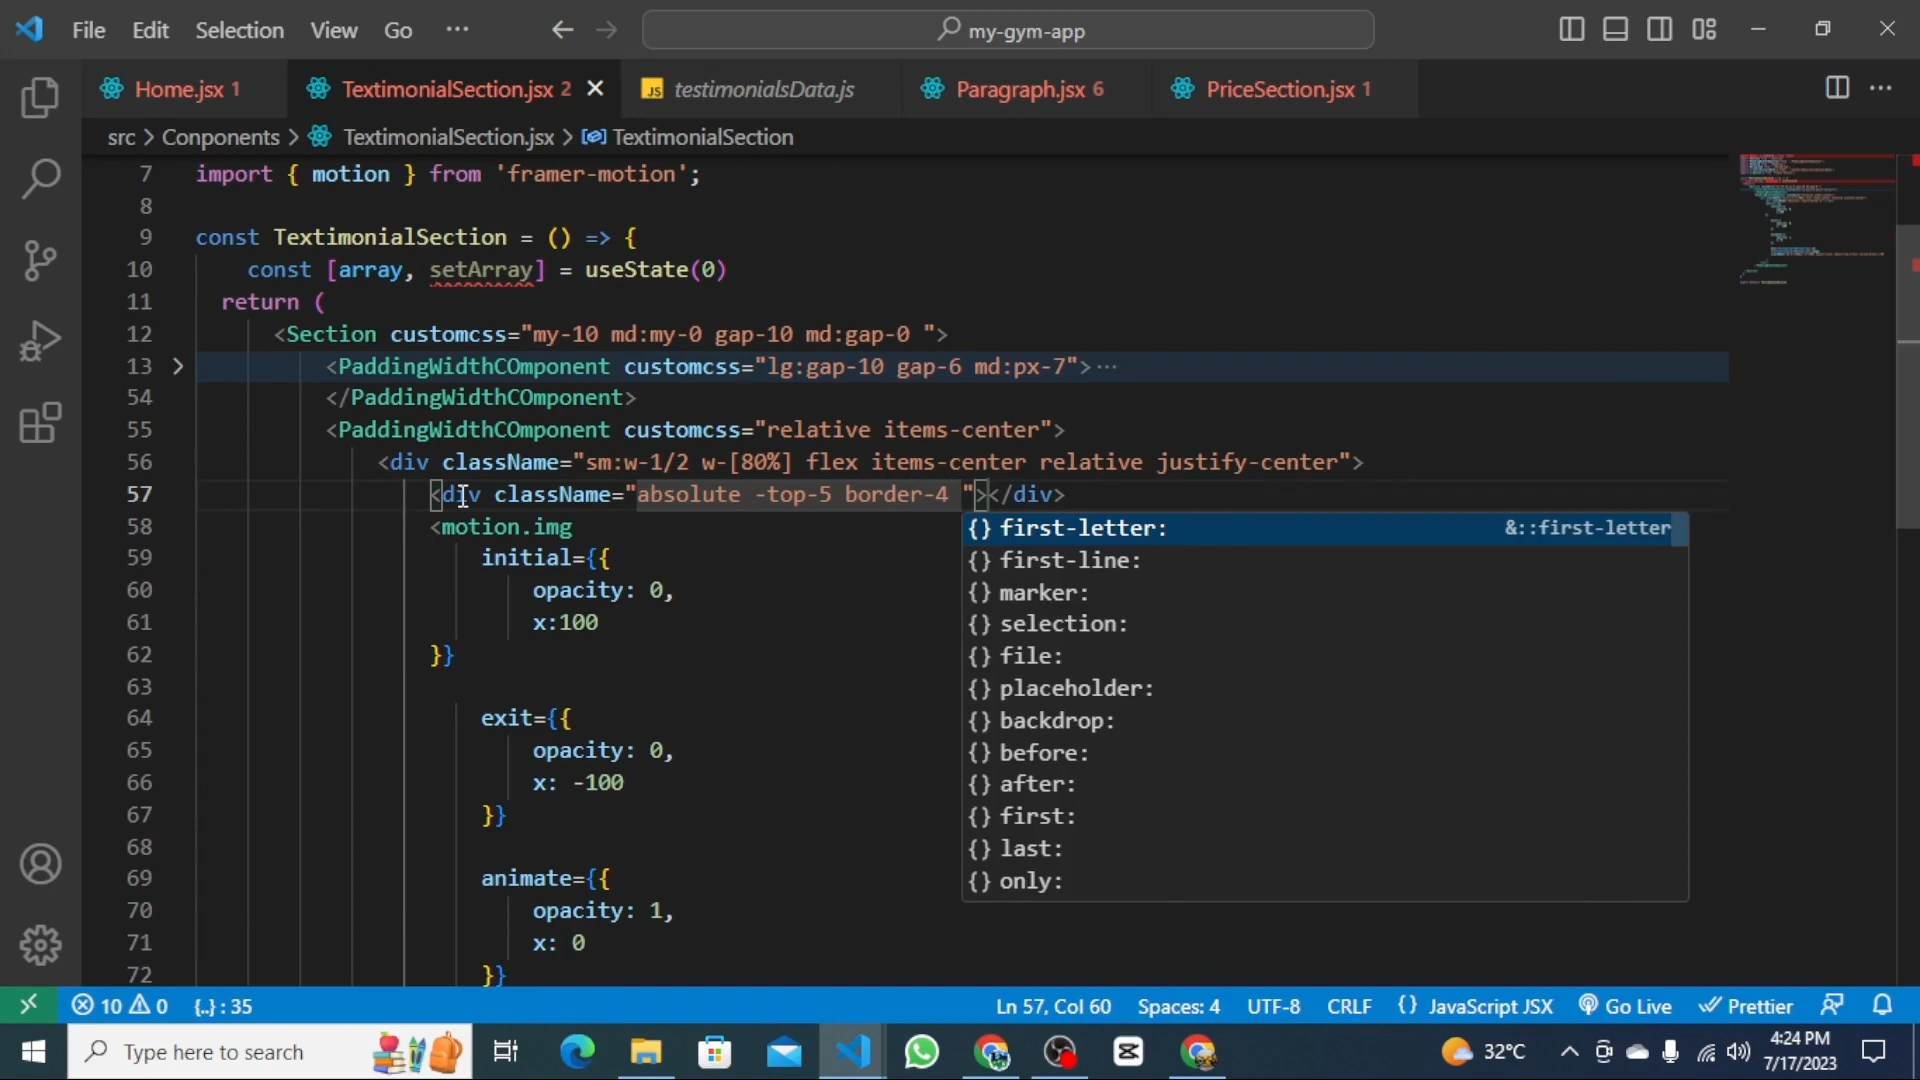 File Edit Selection View Go ··· my-gym-app
Home.jsx 1 TextimonialSection.jsx 2 JS testimonialsData.js Paragraph.jsx 6 PriceSection.jsx 1
src > Conponents > TextimonialSection.jsx > TextimonialSection
7 import { motion } from 'framer-motion';
8
9 const TextimonialSection = () => {
10 const [array, setArray] = useState(0)
11 return (
12 <Section customcss="my-10 md:my-0 gap-10 md:gap-0 ">
13 <PaddingWidthCOmponent customcss="lg:gap-10 gap-6 md:px-7">···
54 </PaddingWidthCOmponent>
55 <PaddingWidthCOmponent customcss="relative items-center">
56 <div className="sm:w-1/2 w-[80%] flex items-center relative justify-center">
57 <div className="absolute -top-5 border-4 "></div>
58 <motion.img
{} first-letter: &::first-letter
59 initial={{
{} first-line:
60 opacity: 0,
{} marker:
61 x:100
{} selection:
62 }}
{} file:
63
{} placeholder:
64 exit={{
{} backdrop:
65 opacity: 0,
{} before:
66 x: -100
{} after:
67 }}
{} first:
68
{} last:
69 animate={{
{} only:
70 opacity: 1,
71 x: 0
72 }}
10 0 {..} : 35 Ln 57, Col 60 Spaces: 4 UTF-8 CRLF {} JavaScript JSX Go Live Prettier
Type here to search 32°C 4:24 PM
7/17/2023